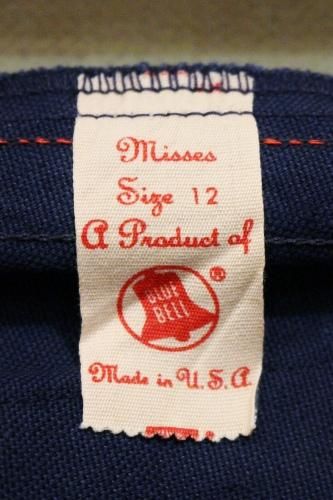 Misses
Size 12
A Product of
BLUE
BELL
®
Made in U.S.A.